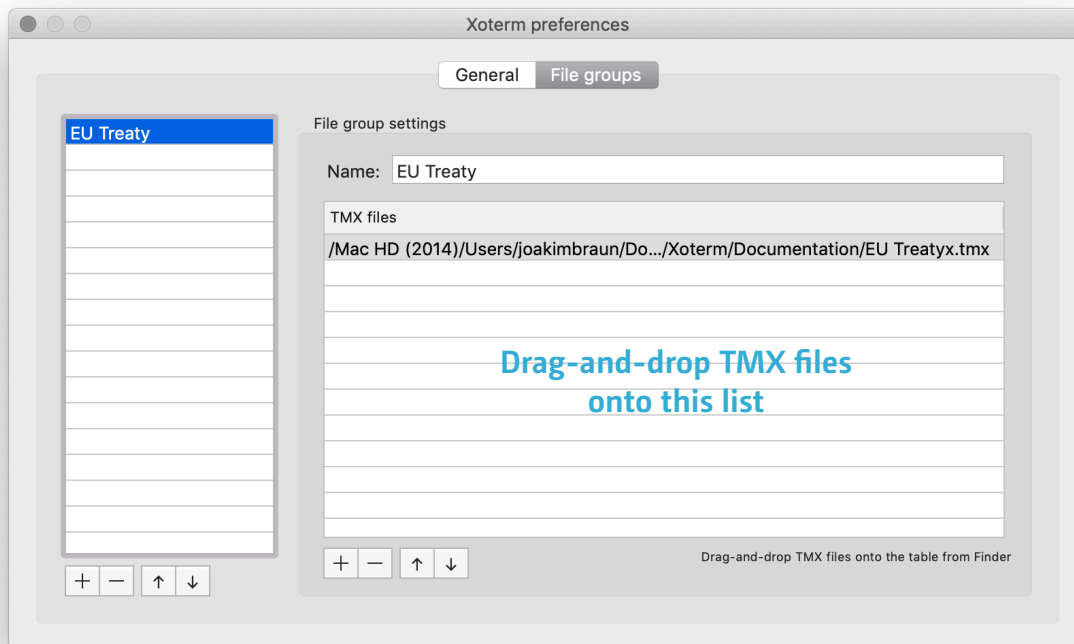 Xoterm preferences
General
File groups
EU Treaty
File group settings
Name:
EU Treaty
TMX files
/Mac HD (2014)/Users/joakimbraun/Do.../Xoterm/Documentation/EU Treatyx.tmx
Drag-and-drop TMX files
onto this list
Drag-and-drop TMX files onto the table from Finder